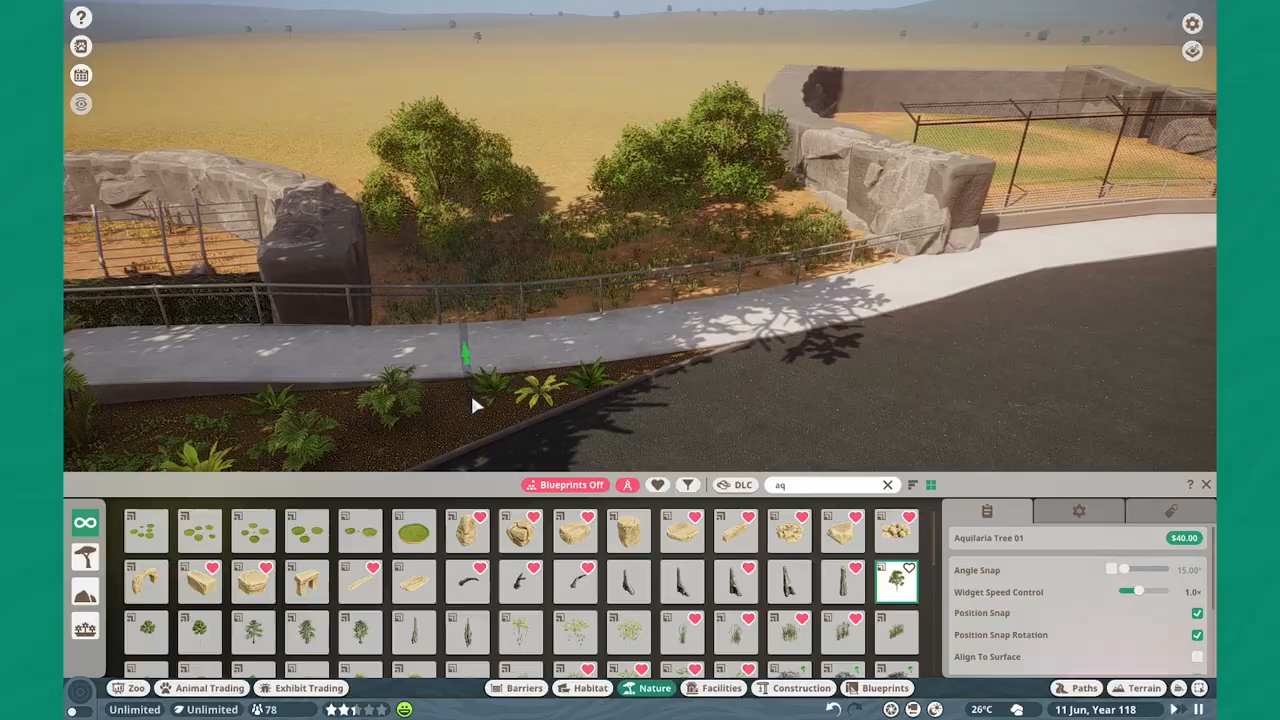 ?
Blueprints Off
DLC
aq
?
Aquilaria Tree 01
$40.00
Angle Snap
15.00°
Widget Speed Control
1.0×
Position Snap
Position Snap Rotation
Align To Surface
Zoo
Animal Trading
Exhibit Trading
Barriers
Habitat
Nature
Facilities
Construction
Blueprints
Paths
Terrain
Unlimited
Unlimited
78
26°C
11 Jun, Year 118